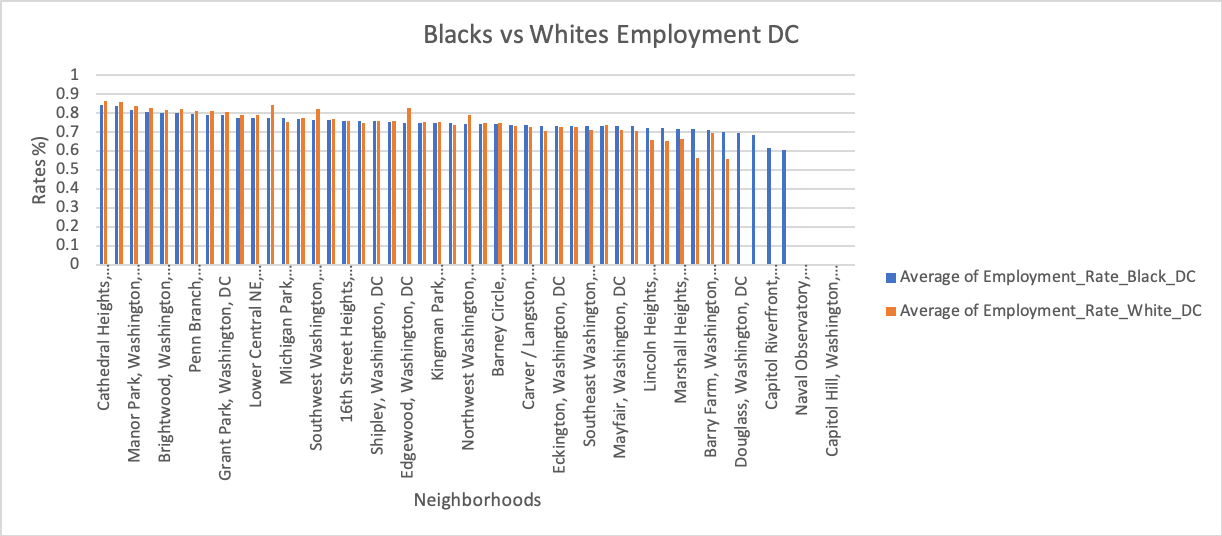 Blacks vs Whites Employment DC
Rates %)
1
0.9
0.8
0.7
0.6
0.5
0.4
0.3
0.2
0.1
0
Cathedral Heights,...
Manor Park, Washington,...
Brightwood, Washington,...
Penn Branch,...
Grant Park, Washington, DC
Lower Central NE,...
Michigan Park,...
Southwest Washington,...
16th Street Heights,...
Shipley, Washington, DC
Edgewood, Washington, DC
Kingman Park,...
Northwest Washington,...
Barney Circle,...
Carver / Langston,...
Eckington, Washington, DC
Southeast Washington,...
Mayfair, Washington, DC
Lincoln Heights,...
Marshall Heights,...
Barry Farm, Washington,...
Douglass, Washington, DC
Capitol Riverfront,...
Naval Observatory,...
Capitol Hill, Washington,...
Neighborhoods
Average of Employment_Rate_Black_DC
Average of Employment_Rate_White_DC